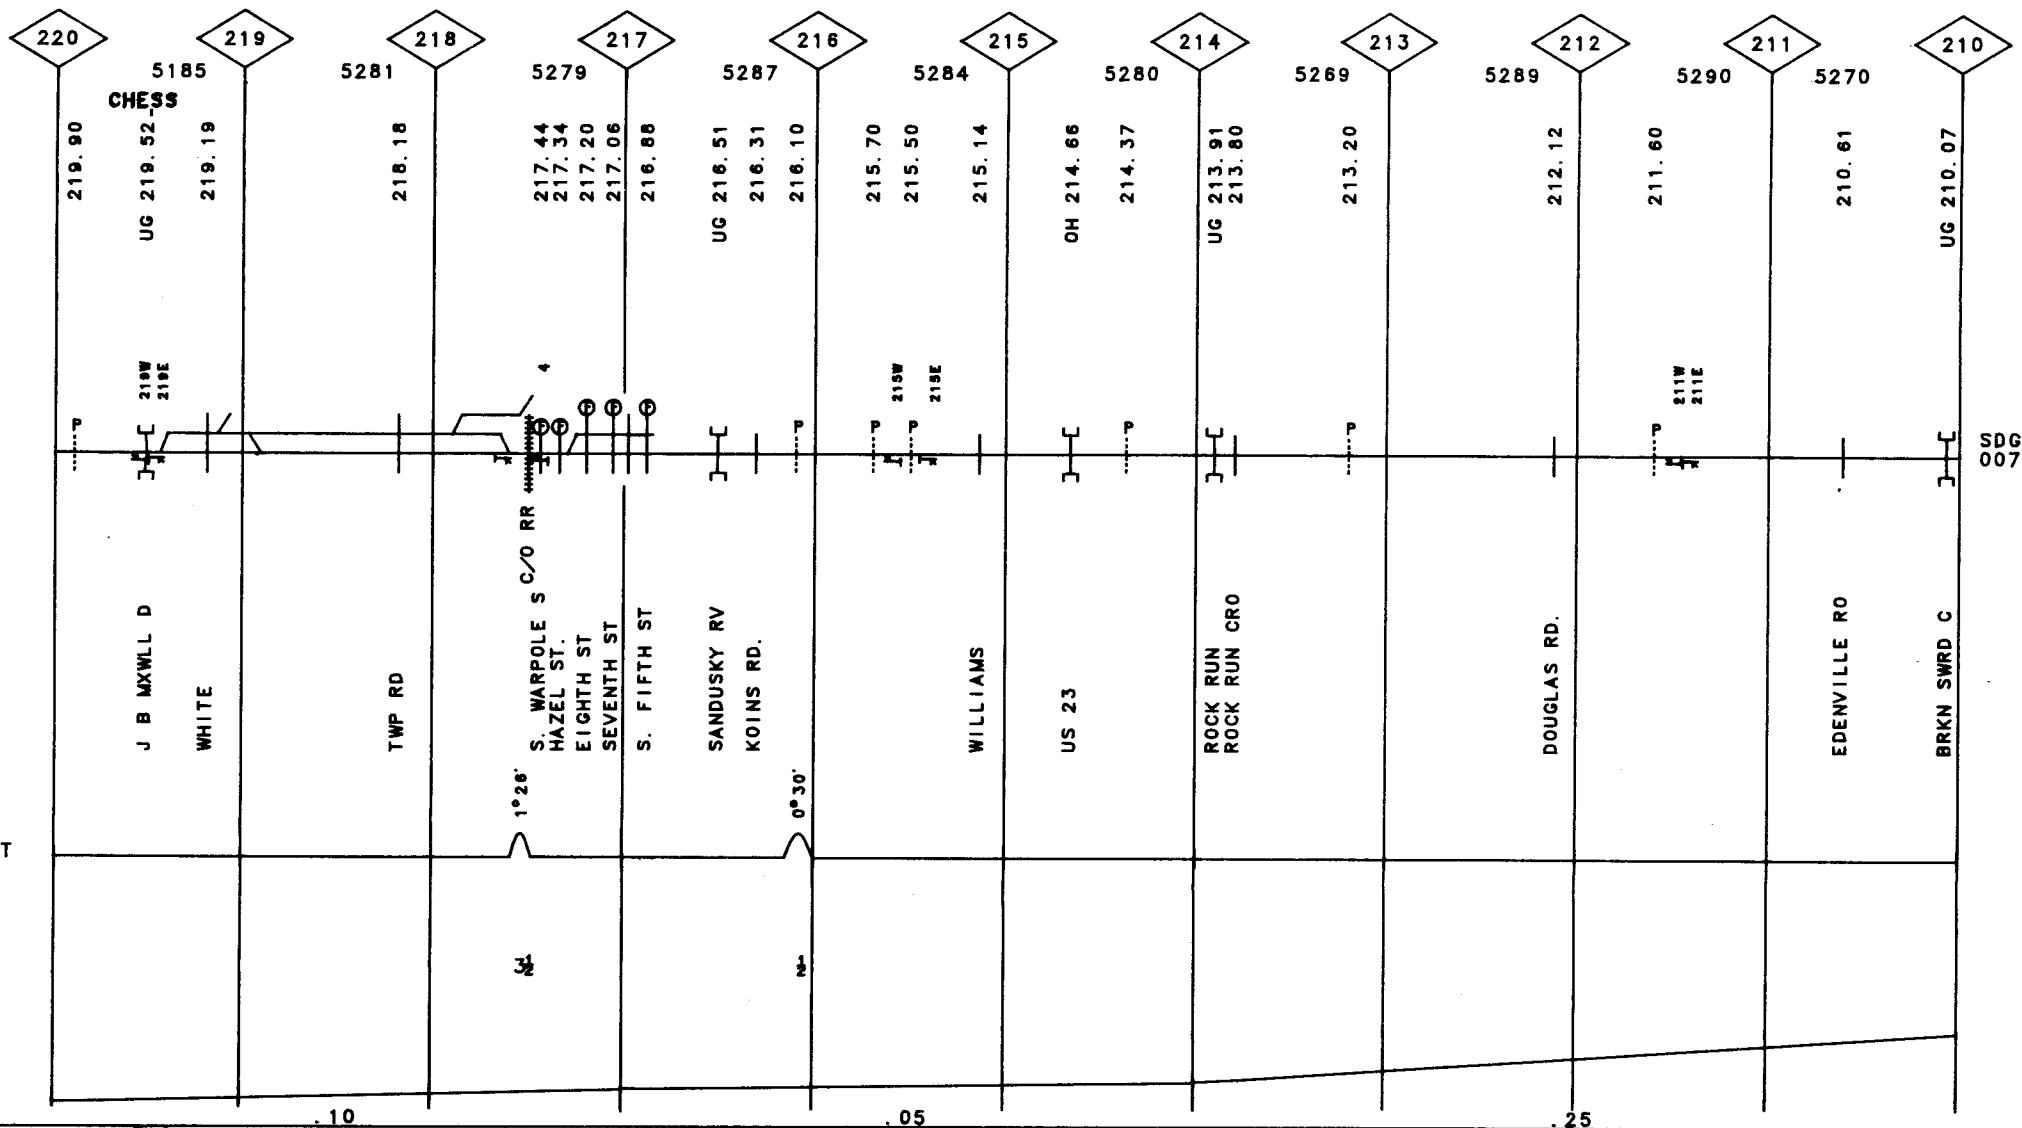 220 219 218 217 216 215 214 213 212 211 210
5185 5281 5279 5287 5284 5280 5269 5289 5290 5270
CHESS
219.90
UG 219.52
219.19
218.18
217.44
217.34
217.20
217.06
216.88
UG 216.51
216.31
216.10
215.70
215.50
215.14
OH 214.66
214.37
UG 213.91
213.80
213.20
212.12
211.60
210.61
UG 210.07
219W
219E
4
215W
215E
211W
211E
P
P
P
P
P
P
P
F
F
F
F
F
SDG
007
J B MXWLL D
WHITE
TWP RD
C/O RR
S. WARPOLE S
HAZEL ST.
EIGHTH ST
SEVENTH ST
S. FIFTH ST
SANDUSKY RV
KOINS RD.
WILLIAMS
US 23
ROCK RUN
ROCK RUN CRO
DOUGLAS RD.
EDENVILLE RO
BRKN SWRD C
1°26'
0°30'
T
3½
½
.10 .05 .25